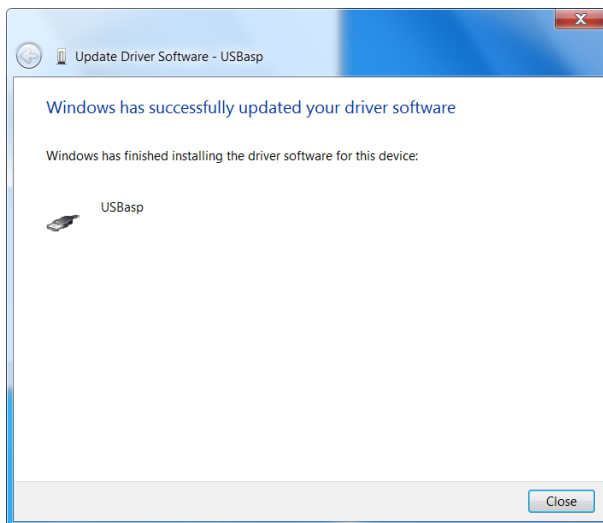 Update Driver Software - USBasp
Windows has successfully updated your driver software
Windows has finished installing the driver software for this device:
USBasp
Close